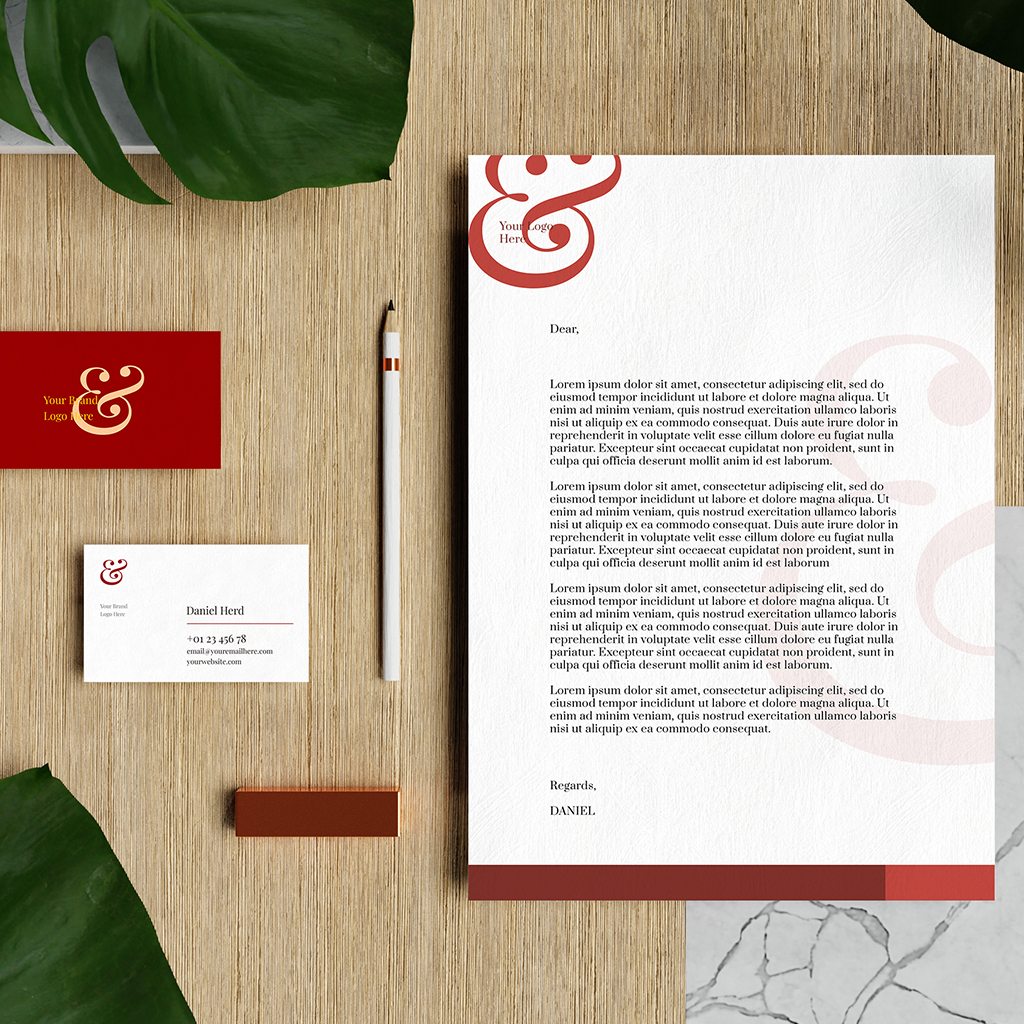 &
Your Logo
Here
Dear,
Lorem ipsum dolor sit amet, consectetur adipiscing elit, sed do
eiusmod tempor incididunt ut labore et dolore magna aliqua. Ut
enim ad minim veniam, quis nostrud exercitation ullamco laboris
nisi ut aliquip ex ea commodo consequat. Duis aute irure dolor in
reprehenderit in voluptate velit esse cillum dolore eu fugiat nulla
pariatur. Excepteur sint occaecat cupidatat non proident, sunt in
culpa qui officia deserunt mollit anim id est laborum.
Lorem ipsum dolor sit amet, consectetur adipiscing elit, sed do
eiusmod tempor incididunt ut labore et dolore magna aliqua. Ut
enim ad minim veniam, quis nostrud exercitation ullamco laboris
nisi ut aliquip ex ea commodo consequat. Duis aute irure dolor in
reprehenderit in voluptate velit esse cillum dolore eu fugiat nulla
pariatur. Excepteur sint occaecat cupidatat non proident, sunt in
culpa qui officia deserunt mollit anim id est laborum
Lorem ipsum dolor sit amet, consectetur adipiscing elit, sed do
eiusmod tempor incididunt ut labore et dolore magna aliqua. Ut
enim ad minim veniam, quis nostrud exercitation ullamco laboris
nisi ut aliquip ex ea commodo consequat. Duis aute irure dolor in
reprehenderit in voluptate velit esse cillum dolore eu fugiat nulla
pariatur. Excepteur sint occaecat cupidatat non proident, sunt in
culpa qui officia deserunt mollit anim id est laborum.
Lorem ipsum dolor sit amet, consectetur adipiscing elit, sed do
eiusmod tempor incididunt ut labore et dolore magna aliqua. Ut
enim ad minim veniam, quis nostrud exercitation ullamco laboris
nisi ut aliquip ex ea commodo consequat.
Regards,
DANIEL
&
&
Your Brand
Logo Here
&
Your Brand
Logo Here
Daniel Herd
+01 23 456 78
email@youremailhere.com
yourwebsite.com